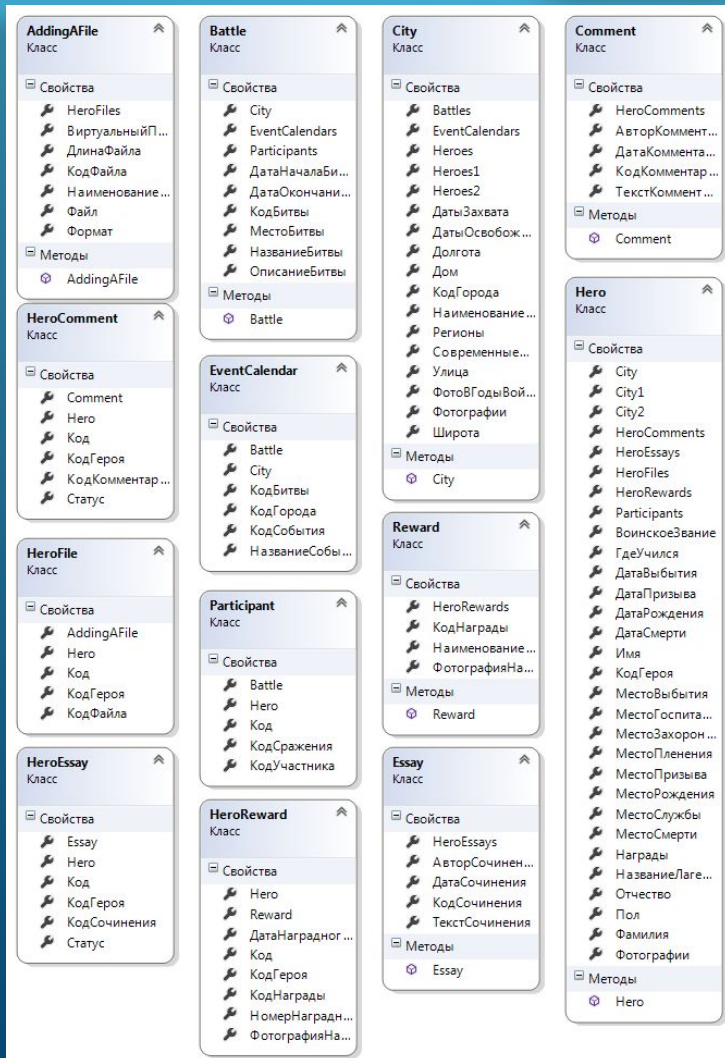 AddingAFile
Класс
Свойства
HeroFiles
ВиртуальныйП...
ДлинаФайла
КодФайла
Наименование...
Файл
Формат
Методы
AddingAFile
HeroComment
Класс
Свойства
Comment
Hero
Код
КодГероя
КодКомментар...
Статус
HeroFile
Класс
Свойства
AddingAFile
Hero
Код
КодГероя
КодФайла
HeroEssay
Класс
Свойства
Essay
Hero
Код
КодГероя
КодСочинения
Статус
Battle
Класс
Свойства
City
EventCalendars
Participants
ДатаНачалаБи...
ДатаОкончани...
КодБитвы
МестоБитвы
НазваниеБитвы
ОписаниеБитвы
Методы
Battle
EventCalendar
Класс
Свойства
Battle
City
КодБитвы
КодГорода
КодСобытия
НазваниеСобы...
Participant
Класс
Свойства
Battle
Hero
Код
КодСражения
КодУчастника
HeroReward
Класс
Свойства
Hero
Reward
ДатаНаградног...
Код
КодГероя
КодНаграды
НомерНаградн...
ФотографияНа...
City
Класс
Свойства
Battles
EventCalendars
Heroes
Heroes1
Heroes2
ДатыЗахвата
ДатыОсвобож...
Долгота
Дом
КодГорода
Наименование...
Регионы
Современные...
Улица
ФотоВГодыВой...
Фотографии
Широта
Методы
City
Reward
Класс
Свойства
HeroRewards
КодНаграды
Наименование...
ФотографияНа...
Методы
Reward
Essay
Класс
Свойства
HeroEssays
АвторСочинен...
ДатаСочинения
КодСочинения
ТекстСочинения
Методы
Essay
Comment
Класс
Свойства
HeroComments
АвторКоммент...
ДатаКоммента...
КодКомментар...
ТекстКоммент...
Методы
Comment
Hero
Класс
Свойства
City
City1
City2
HeroComments
HeroEssays
HeroFiles
HeroRewards
Participants
ВоинскоеЗвание
ГдеУчился
ДатаВыбытия
ДатаПризыва
ДатаРождения
ДатаСмерти
Имя
КодГероя
МестоВыбытия
МестоГоспита...
МестоЗахорон...
МестоПленения
МестоПризыва
МестоРождения
МестоСлужбы
МестоСмерти
Награды
НазваниеЛаге...
Отчество
Пол
Фамилия
Фотографии
Методы
Hero